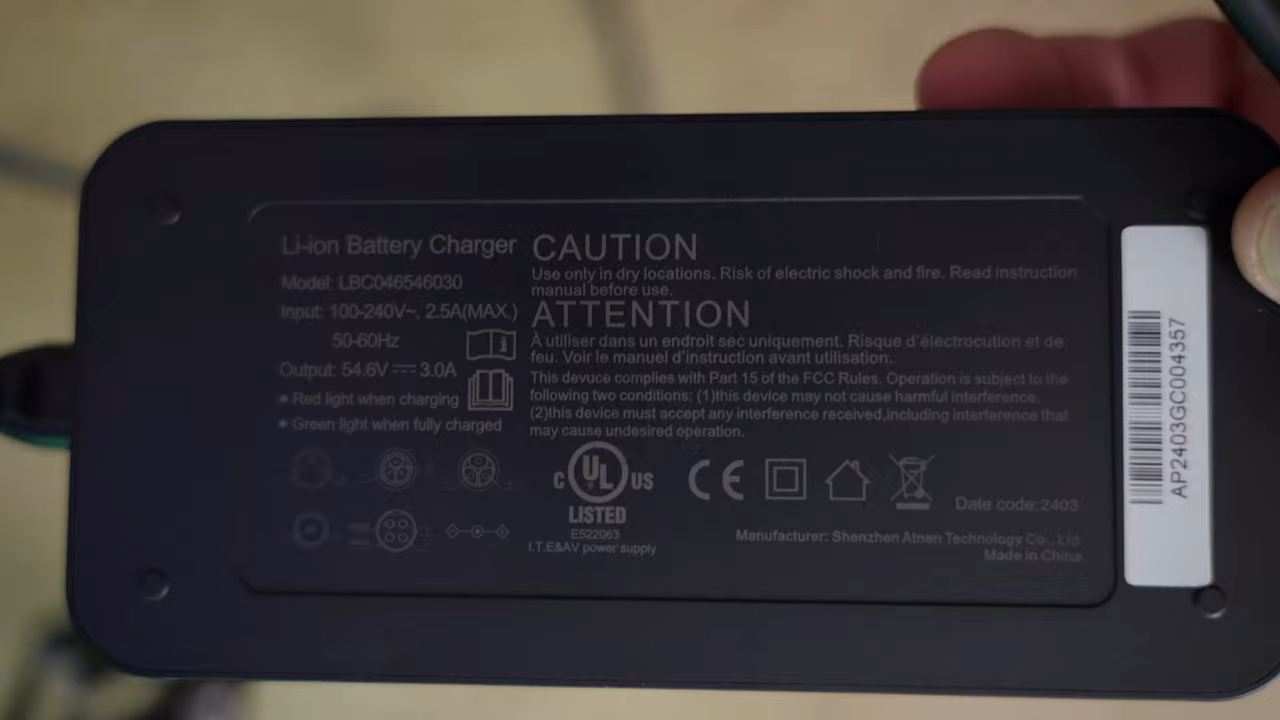 Li-ion Battery Charger
Model: LBC046546030
Input: 100-240V~, 2.5A(MAX.)
50-60Hz
Output: 54.6V⎓3.0A
• Red light when charging
• Green light when fully charged
CAUTION
Use only in dry locations. Risk of electric shock and fire. Read instruction
manual before use.
ATTENTION
À utiliser dans un endroit sec uniquement. Risque d'électrocution et de
feu. Voir le manuel d'instruction avant utilisation.
This devuce complies with Part 15 of the FCC Rules. Operation is subject to the
following two conditions: (1)this device may not cause harmful interference,
(2)this device must accept any interference received,including interference that
may cause undesired operation.
C UL US
LISTED
E522063
I.T.E&AV power supply
CE
Date code:2403
Manufacturer: Shenzhen Atnen Technology Co., Ltd.
Made in China
AP2403GC004357